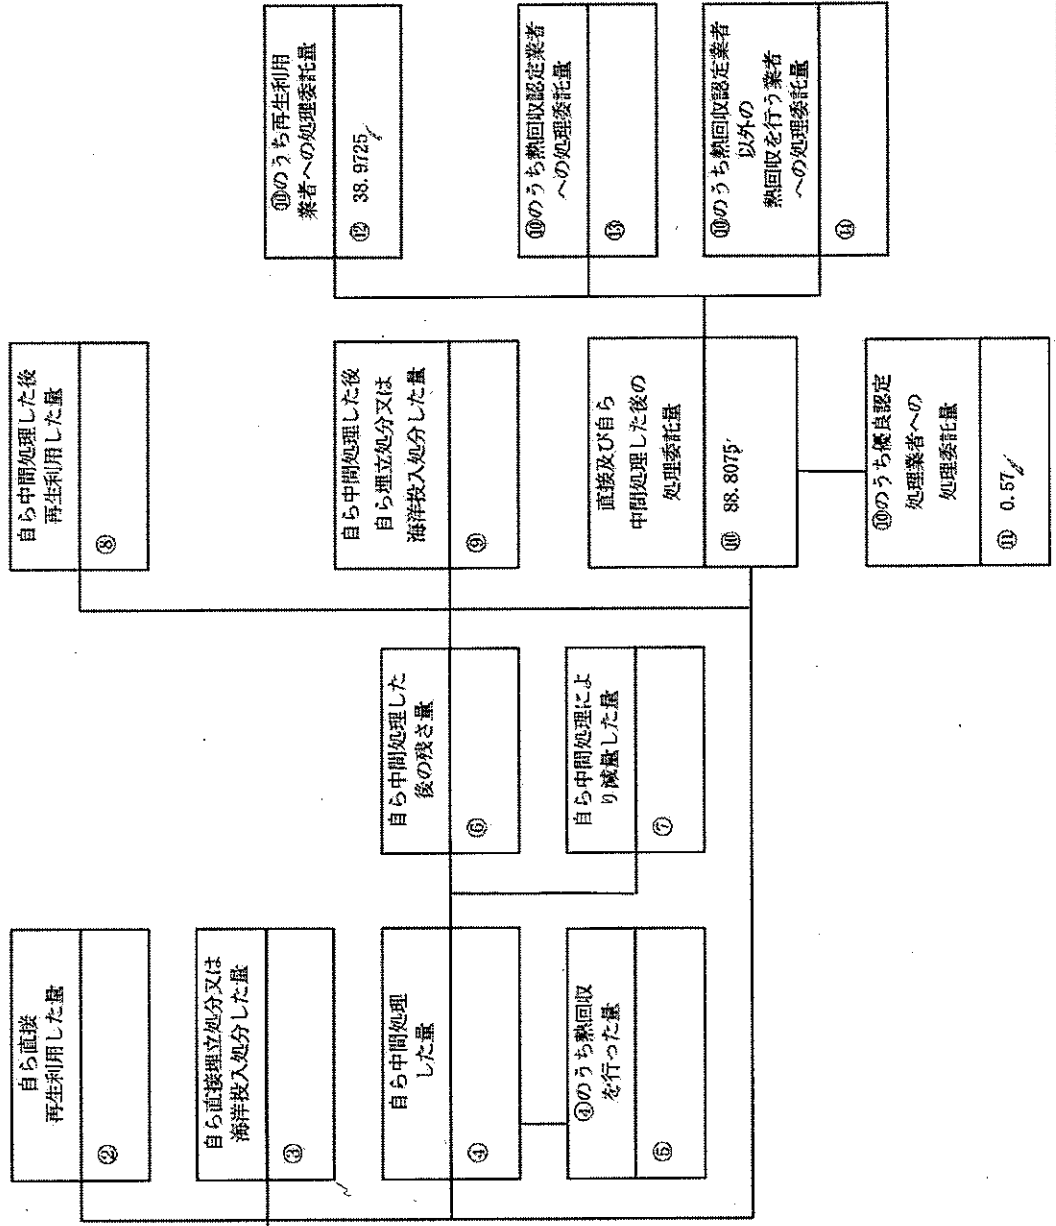 自ら直接
再生利用した量
②
自ら直接埋立処分又は
海洋投入処分した量
③
自ら中間処理
した量
④
④のうち熱回収
を行った量
⑤
自ら中間処理した
後の残さ量
⑥
自ら中間処理によ
り減量した量
⑦
自ら中間処理した後
再生利用した量
⑧
自ら中間処理した後
自ら埋立処分又は
海洋投入処分した量
⑨
直接及び自ら
中間処理した後の
処理委託量
⑩ 88.8075
⑩のうち優良認定
処理業者への
処理委託量
⑪ 0.57
⑩のうち再生利用
業者への処理委託量
⑫ 38.9725
⑩のうち熱回収認定業者
への処理委託量
⑬
⑩のうち熱回収認定業者
以外の
熱回収を行う業者
への処理委託量
⑭